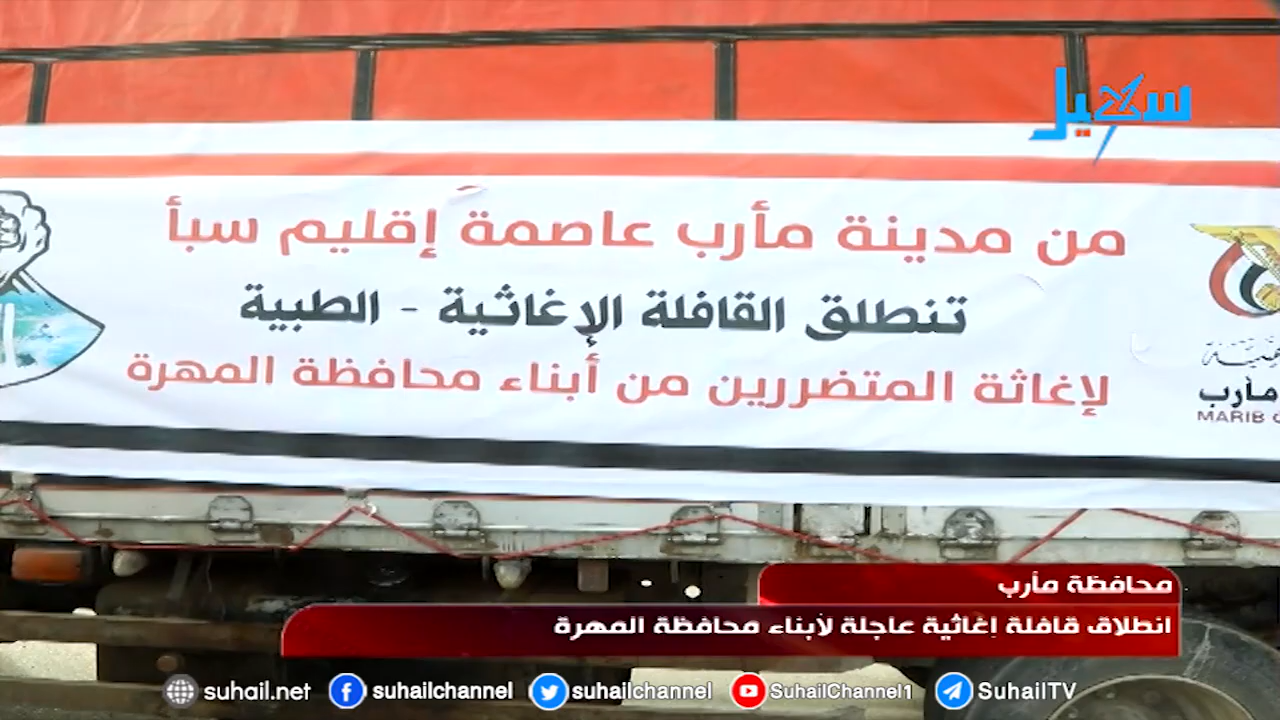 سهيل
من مدينة مأرب عاصمة إقليم سبأ
تنطلق القافلة الإغاثية - الطبية
لإغاثة المتضررين من أبناء محافظة المهرة
مأرب
MARIB
محافظة مأرب
انطلاق قافلة إغاثية عاجلة لأبناء محافظة المهرة
suhail.net suhailchannel suhailchannel SuhailChannel1 SuhailTV